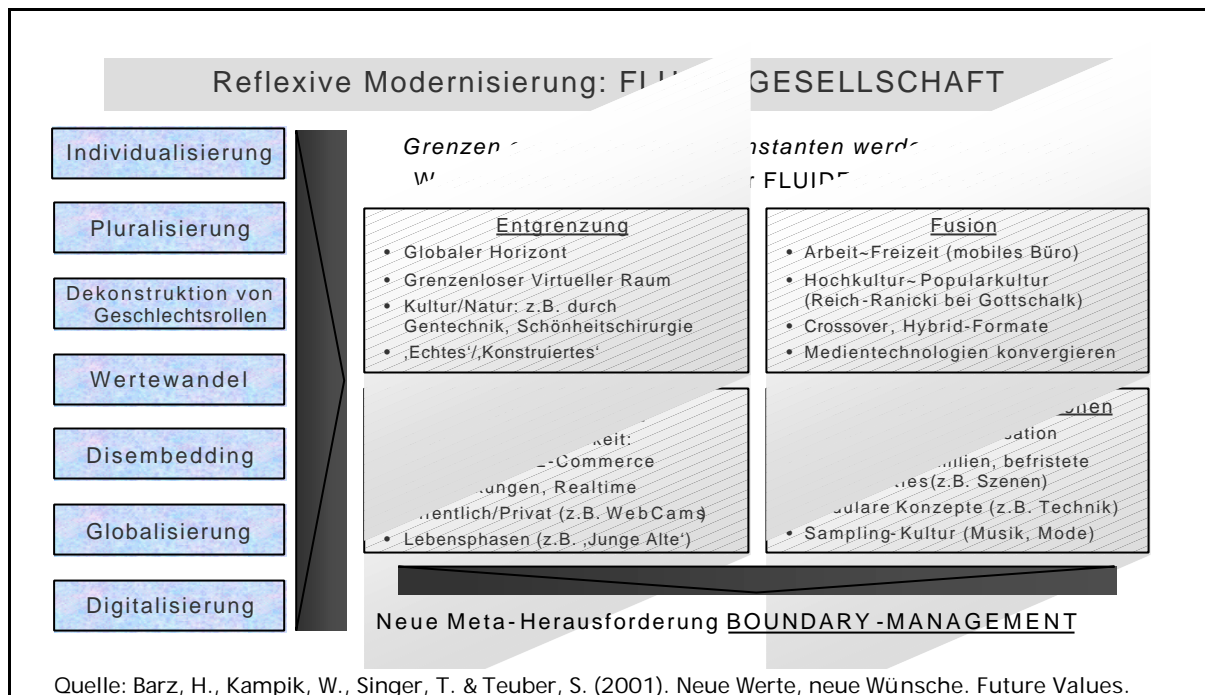 Reflexive Modernisierung: GESELLSCHAFT
Individualisierung
Pluralisierung
Dekonstruktion von
Geschlechtsrollen
Wertewandel
Disembedding
Globalisierung
Digitalisierung
Grenzen
FLUIDE
Entgrenzung
• Globaler Horizont
• Grenzenloser Virtueller Raum
• Kultur/Natur: z.B. durch
Gentechnik, Schönheitschirurgie
• ‚Echtes‘/‚Konstruiertes‘
Fusion
• Arbeit~Freizeit (mobiles Büro)
• Hochkultur~Popularkultur
(Reich-Ranicki bei Gottschalk)
• Crossover, Hybrid-Formate
• Medientechnologien konvergieren
E-Commerce
Realtime
Öffentlich/Privat (z.B. WebCams)
• Lebensphasen (z.B. ‚Junge Alte‘)
befristete
(z.B. Szenen)
Konzepte (z.B. Technik)
• Sampling-Kultur (Musik, Mode)
Neue Meta-Herausforderung BOUNDARY-MANAGEMENT
Quelle: Barz, H., Kampik, W., Singer, T. & Teuber, S. (2001). Neue Werte, neue Wünsche. Future Values.